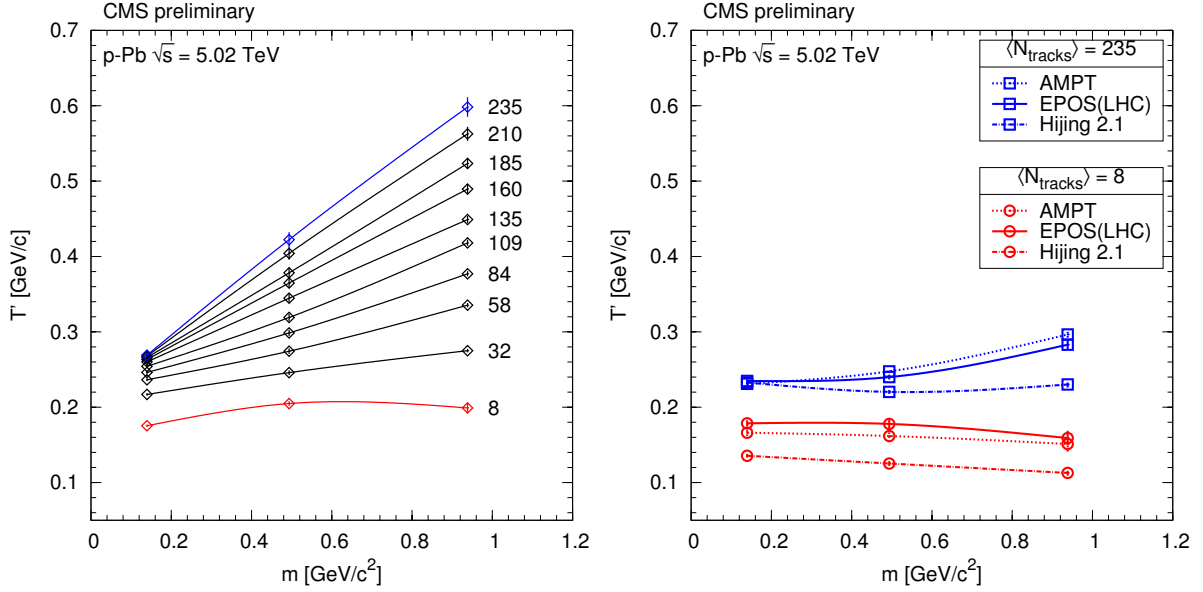 CMS preliminary
p-Pb √s = 5.02 TeV
T' [GeV/c]
0.7
0.6
0.5
0.4
0.3
0.2
0.1
235
210
185
160
135
109
84
58
32
8
0 0.2 0.4 0.6 0.8 1 1.2
m [GeV/c²]
CMS preliminary
p-Pb √s = 5.02 TeV
T' [GeV/c]
0.7
0.6
0.5
0.4
0.3
0.2
0.1
⟨N_tracks⟩ = 235
AMPT
EPOS(LHC)
Hijing 2.1
⟨N_tracks⟩ = 8
AMPT
EPOS(LHC)
Hijing 2.1
0 0.2 0.4 0.6 0.8 1 1.2
m [GeV/c²]